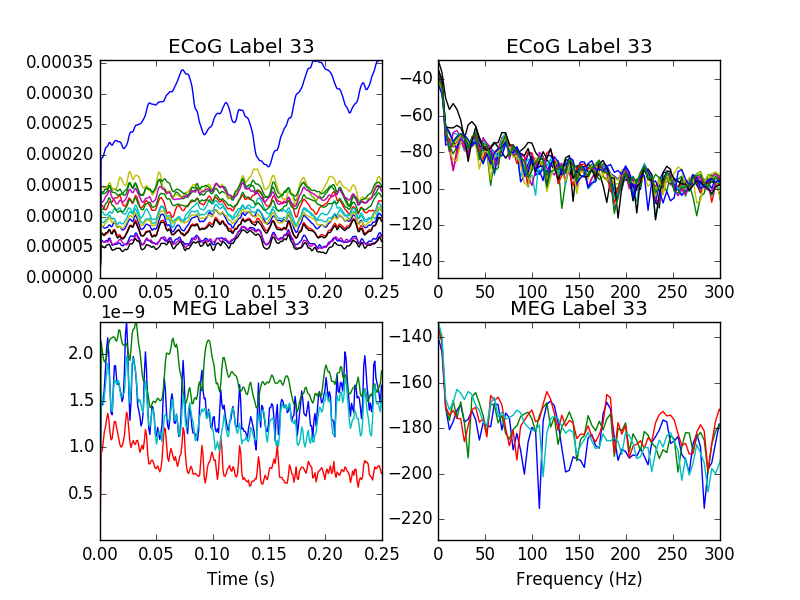 ECoG Label 33
0.00035
0.00030
0.00025
0.00020
0.00015
0.00010
0.00005
0.00000
0.00 0.05 0.10 0.15 0.20 0.25
ECoG Label 33
−40
−60
−80
−100
−120
−140
0 50 100 150 200 250 300
MEG Label 33
1e−9
2.0
1.5
1.0
0.5
0.00 0.05 0.10 0.15 0.20 0.25
Time (s)
MEG Label 33
−140
−160
−180
−200
−220
0 50 100 150 200 250 300
Frequency (Hz)